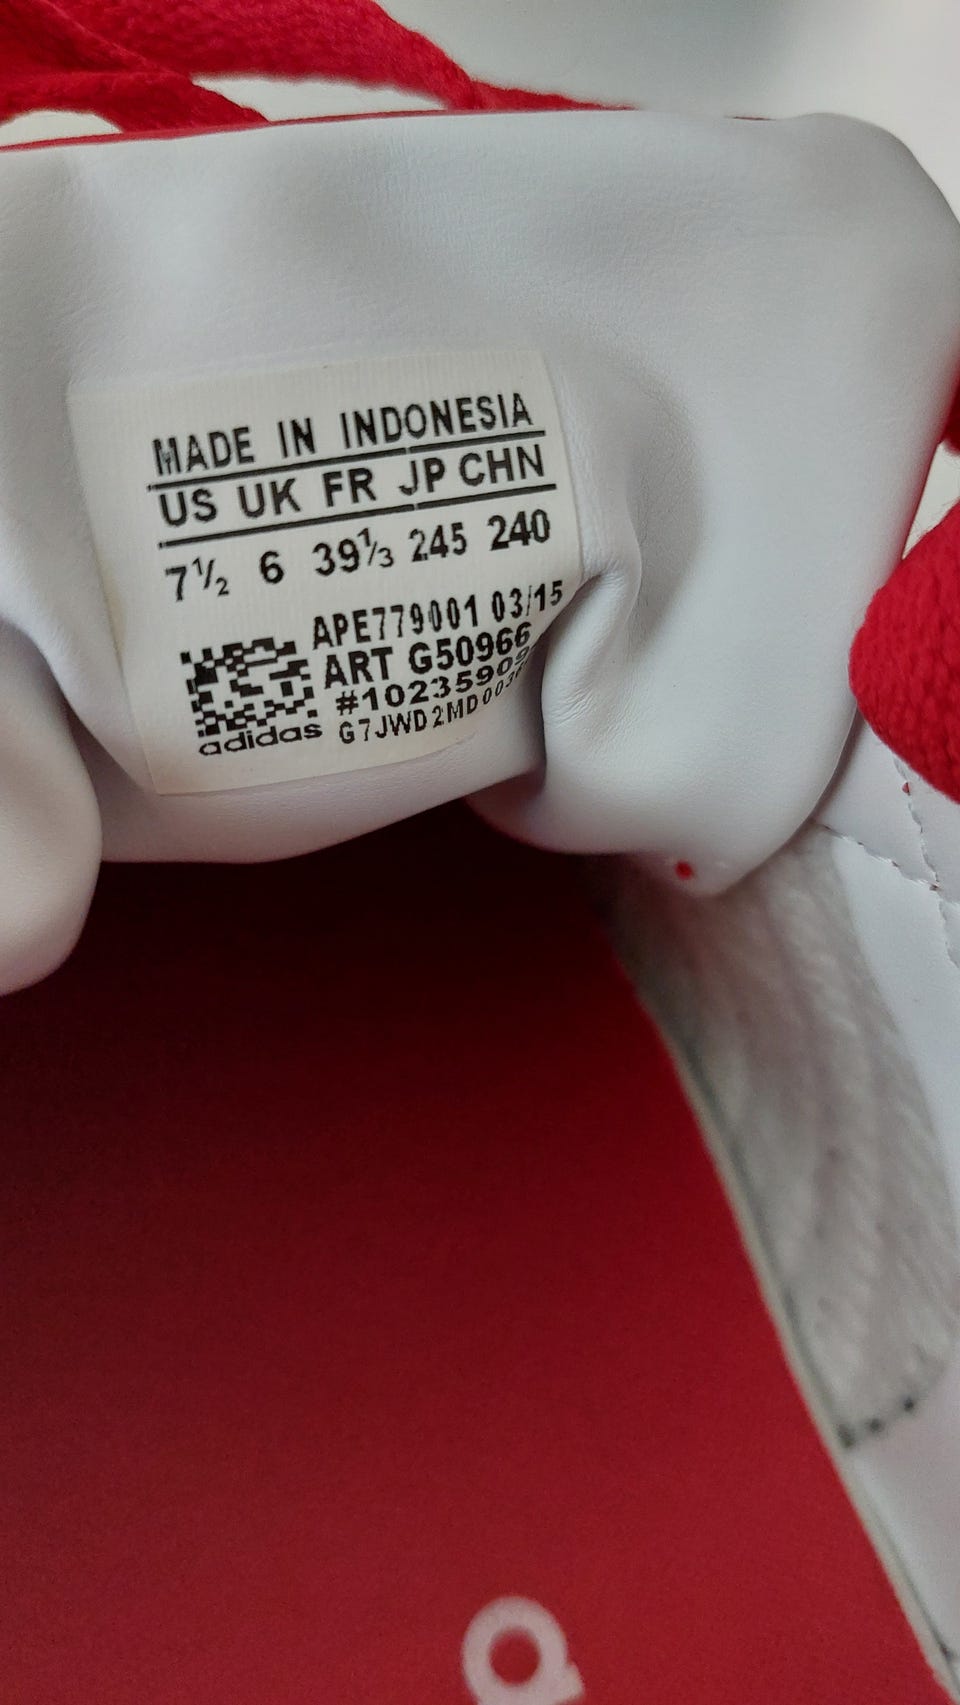 MADE IN INDONESIA
US UK FR JP CHN
7½ 6 39⅓ 245 240
APE779001 03/15
ART G50966
#10235909
adidas
a